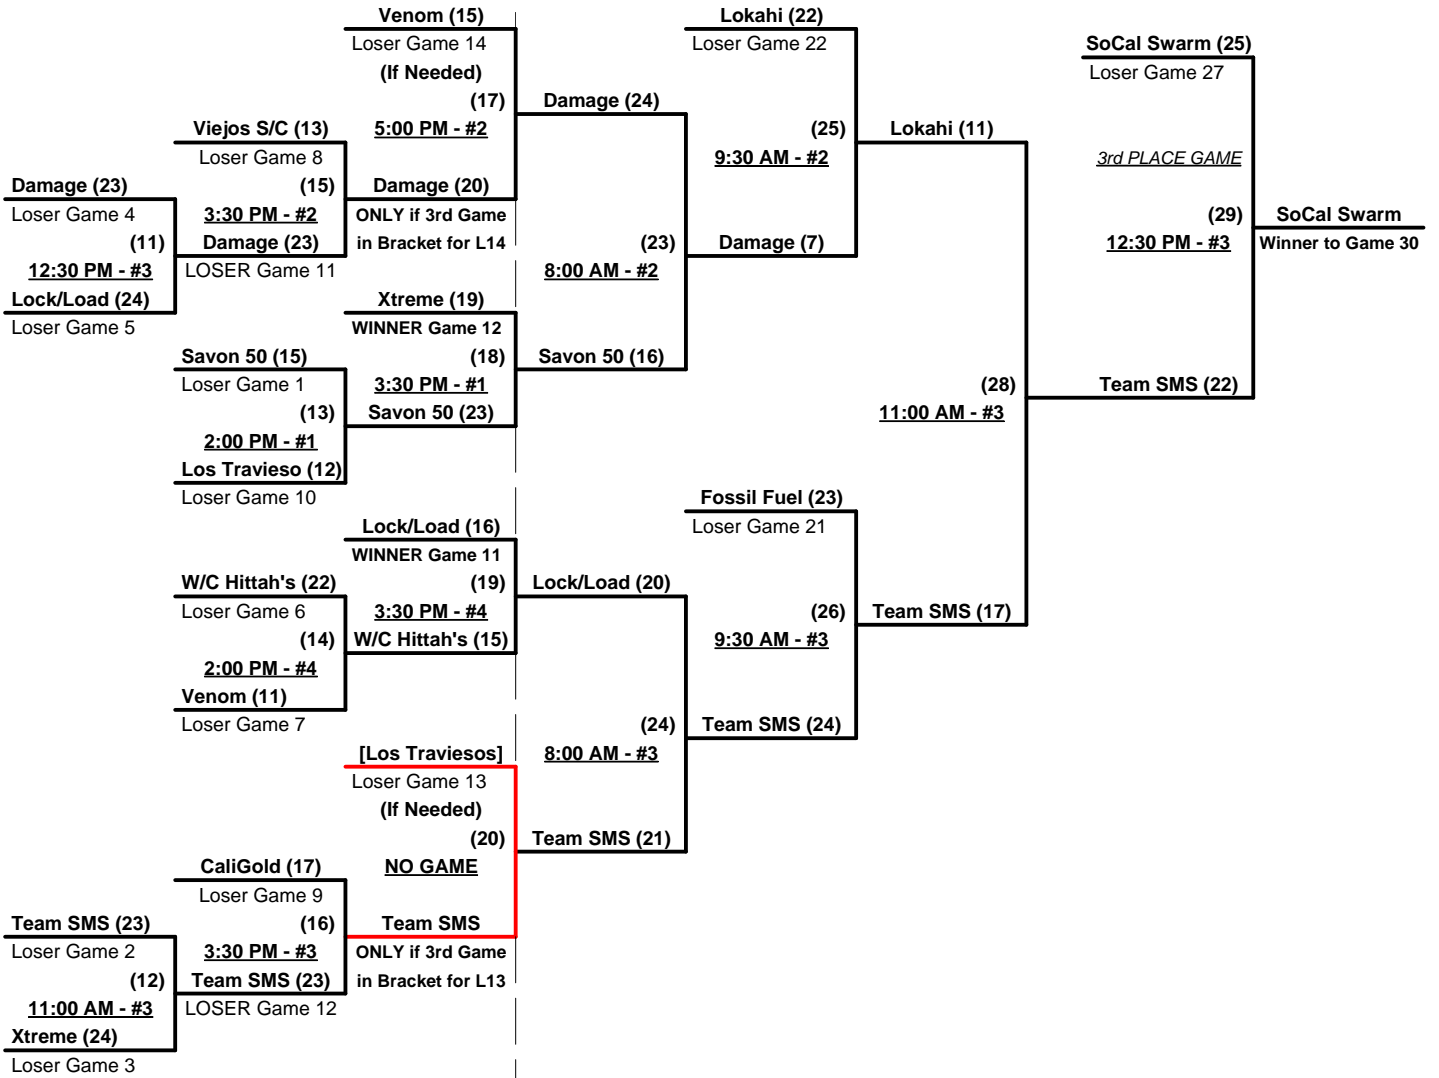 Venom (15)
Loser Game 14
(If Needed)
(17)
5:00 PM - #2
Viejos S/C (13)
Loser Game 8
(15)
3:30 PM - #2
Damage (23)
LOSER Game 11
Damage (23)
Loser Game 4
(11)
12:30 PM - #3
Lock/Load (24)
Loser Game 5
Damage (20)
ONLY if 3rd Game
in Bracket for L14
Damage (24)
(23)
8:00 AM - #2
Xtreme (19)
WINNER Game 12
(18)
3:30 PM - #1
Savon 50 (23)
Savon 50 (16)
Savon 50 (15)
Loser Game 1
(13)
2:00 PM - #1
Los Travieso (12)
Loser Game 10
Lokahi (22)
Loser Game 22
(25)
9:30 AM - #2
Damage (7)
Lokahi (11)
(28)
11:00 AM - #3
SoCal Swarm (25)
Loser Game 27
3rd PLACE GAME
(29)
12:30 PM - #3
SoCal Swarm
Winner to Game 30
Team SMS (22)
Lock/Load (16)
WINNER Game 11
(19)
3:30 PM - #4
W/C Hittah's (15)
W/C Hittah's (22)
Loser Game 6
(14)
2:00 PM - #4
Venom (11)
Loser Game 7
Lock/Load (20)
(24)
8:00 AM - #3
Fossil Fuel (23)
Loser Game 21
(26)
9:30 AM - #3
Team SMS (17)
Team SMS (24)
[Los Traviesos]
Loser Game 13
(If Needed)
(20)
NO GAME
Team SMS (21)
Team SMS
ONLY if 3rd Game
in Bracket for L13
CaliGold (17)
Loser Game 9
(16)
3:30 PM - #3
Team SMS (23)
LOSER Game 12
Team SMS (23)
Loser Game 2
(12)
11:00 AM - #3
Xtreme (24)
Loser Game 3